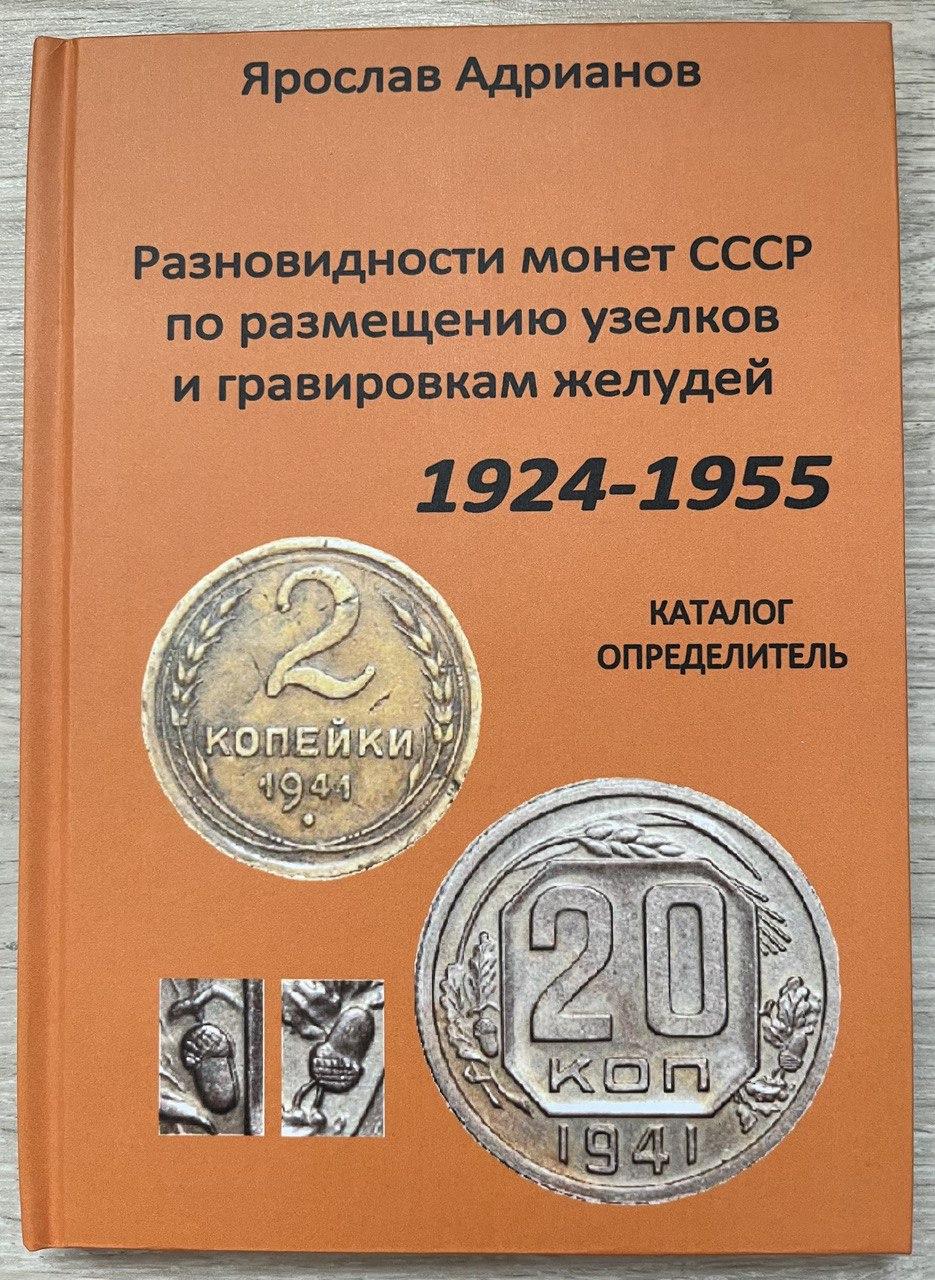 Ярослав Адрианов
Разновидности монет СССР
по размещению узелков
и гравировкам желудей
1924-1955
КАТАЛОГ
ОПРЕДЕЛИТЕЛЬ
2
КОПЕЙКИ
1941
20
КОП
1941